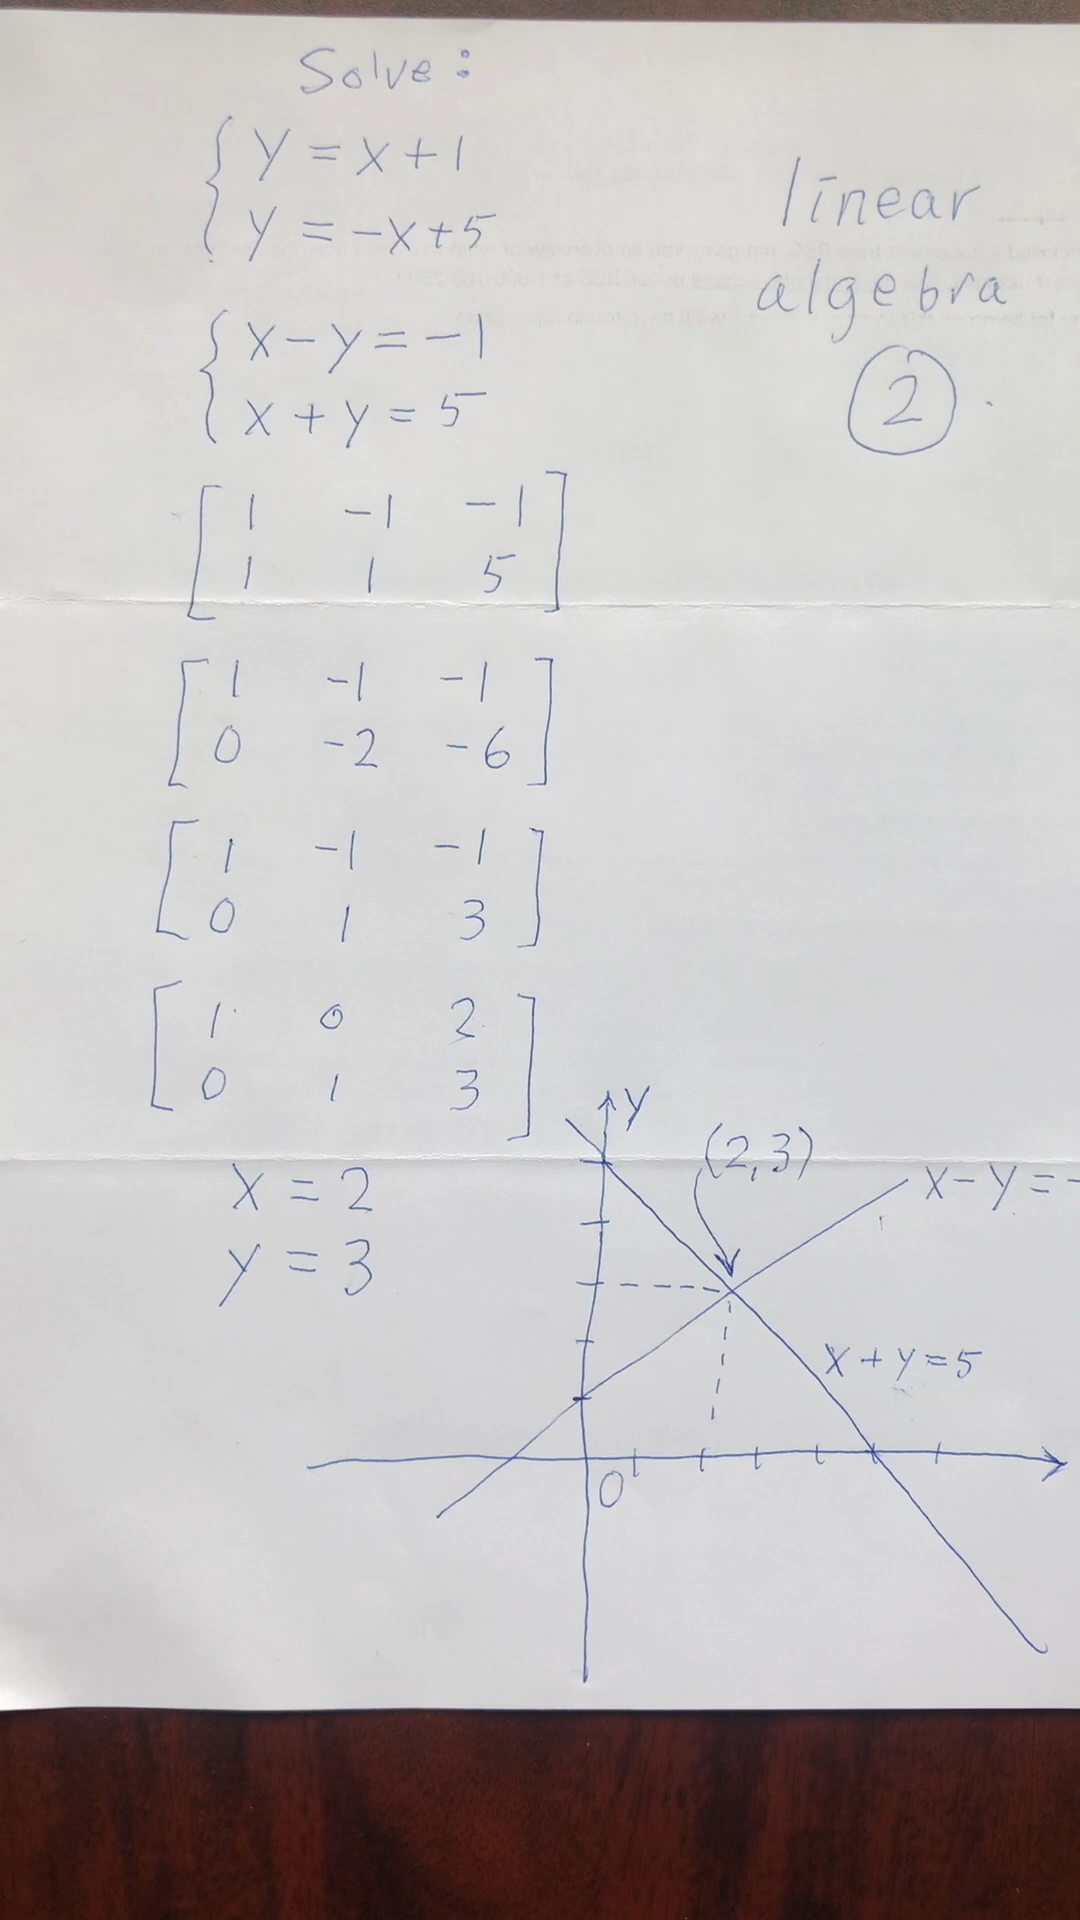 Solve:
y = x + 1
y = -x + 5
x - y = -1
x + y = 5
1 -1 -1
1 1 5
1 -1 -1
0 -2 -6
1 -1 -1
0 1 3
1 0 2
0 1 3
x = 2
y = 3
linear
algebra
2
y
(2,3)
x - y = -
x + y = 5
0